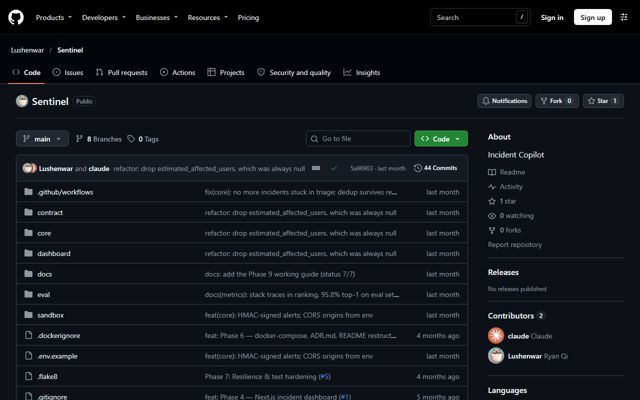 Products Developers Businesses Resources Pricing Search / Sign in Sign up
Lushenwar / Sentinel
Code Issues Pull requests Actions Projects Security and quality Insights
Sentinel Public Notifications Fork 0 Star 1
main 8 Branches 0 Tags Go to file Code
Lushenwar and claude refactor: drop estimated_affected_users, which was always null 5a96903 · last month 44 Commits
.github/workflows fix(core): no more incidents stuck in triage: dedup survives re... last month
contract refactor: drop estimated_affected_users, which was always null last month
core refactor: drop estimated_affected_users, which was always null last month
dashboard refactor: drop estimated_affected_users, which was always null last month
docs docs: add the Phase 9 working guide (status 7/7) last month
eval docs(metrics): stack traces in ranking, 95.8% top-1 on eval set... last month
sandbox feat(core): HMAC-signed alerts: CORS origins from env last month
.dockerignore feat: Phase 6 — docker-compose, ADR.md, README restruct... 4 months ago
.env.example feat(core): HMAC-signed alerts: CORS origins from env last month
.flake8 Phase 7: Resilience & test hardening (#5) 4 months ago
.gitignore feat: Phase 4 — Next.js incident dashboard (#1) 5 months ago
About
Incident Copilot
Readme
Activity
1 star
0 watching
0 forks
Report repository
Releases
No releases published
Contributors 2
claude Claude
Lushenwar Ryan Qi
Languages